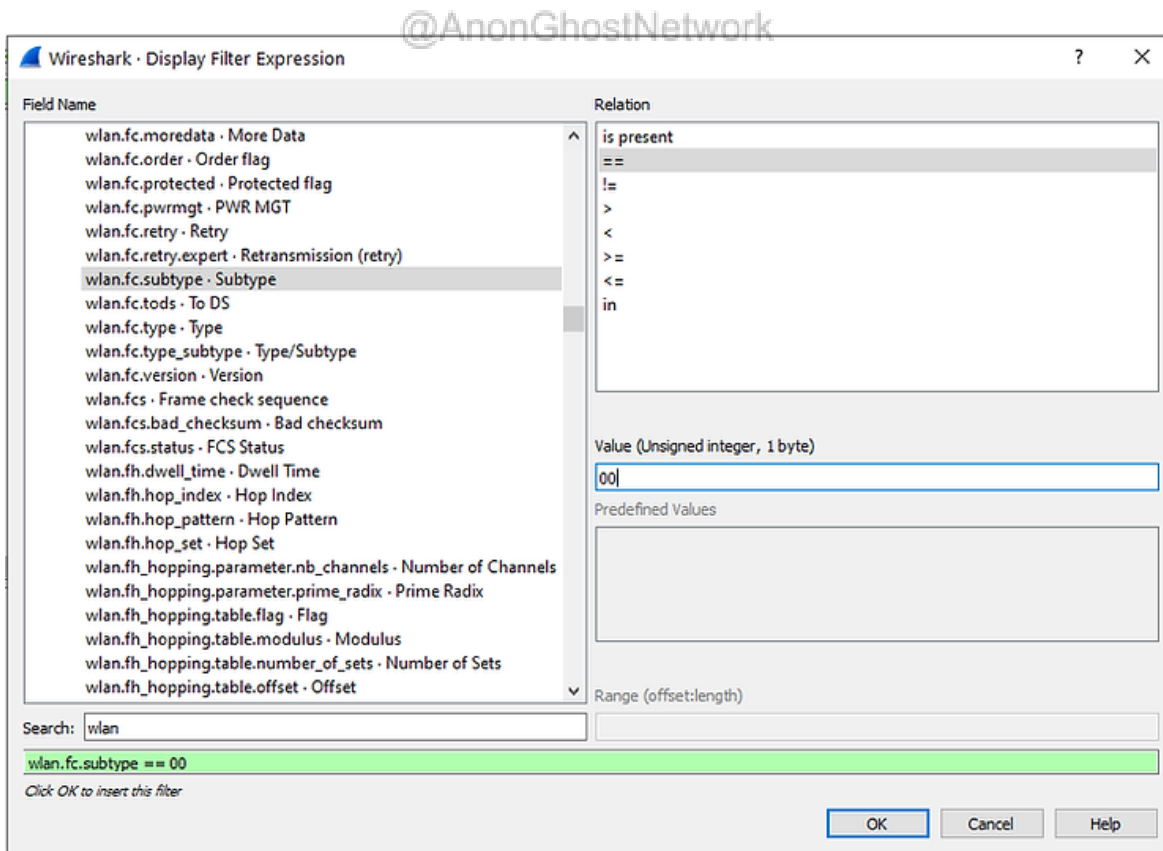 @AnonGhostNetwork
Wireshark · Display Filter Expression
? ×
Field Name
wlan.fc.moredata · More Data
wlan.fc.order · Order flag
wlan.fc.protected · Protected flag
wlan.fc.pwrmgt · PWR MGT
wlan.fc.retry · Retry
wlan.fc.retry.expert · Retransmission (retry)
wlan.fc.subtype · Subtype
wlan.fc.tods · To DS
wlan.fc.type · Type
wlan.fc.type_subtype · Type/Subtype
wlan.fc.version · Version
wlan.fcs · Frame check sequence
wlan.fcs.bad_checksum · Bad checksum
wlan.fcs.status · FCS Status
wlan.fh.dwell_time · Dwell Time
wlan.fh.hop_index · Hop Index
wlan.fh.hop_pattern · Hop Pattern
wlan.fh.hop_set · Hop Set
wlan.fh_hopping.parameter.nb_channels · Number of Channels
wlan.fh_hopping.parameter.prime_radix · Prime Radix
wlan.fh_hopping.table.flag · Flag
wlan.fh_hopping.table.modulus · Modulus
wlan.fh_hopping.table.number_of_sets · Number of Sets
wlan.fh_hopping.table.offset · Offset
Search: wlan
Relation
is present
==
!=
>
<
>=
<=
in
Value (Unsigned integer, 1 byte)
00
Predefined Values
Range (offset:length)
wlan.fc.subtype == 00
Click OK to insert this filter
OK Cancel Help